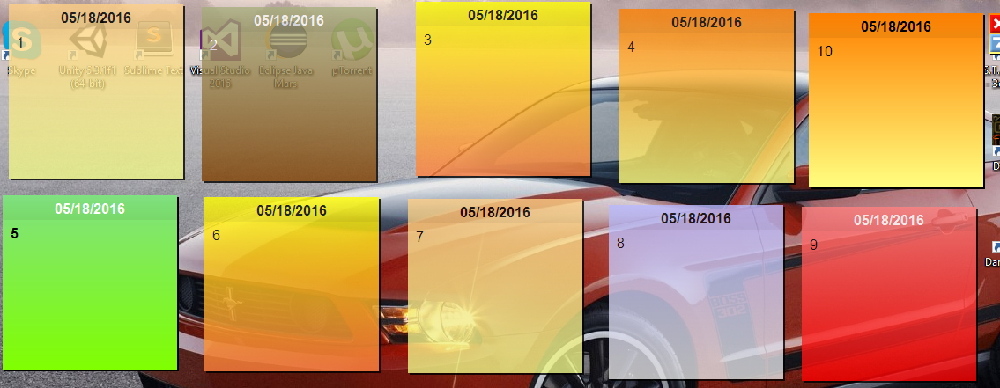 05/18/2016
1
Skype
Unity 5.3.1f1
(64-bit)
Sublime Text
05/18/2016
2
Visual Studio
2015
Eclipse Java
Mars
µTorrent
05/18/2016
3
05/18/2016
4
05/18/2016
10
05/18/2016
5
05/18/2016
6
05/18/2016
7
05/18/2016
8
BOSS
302
05/18/2016
9